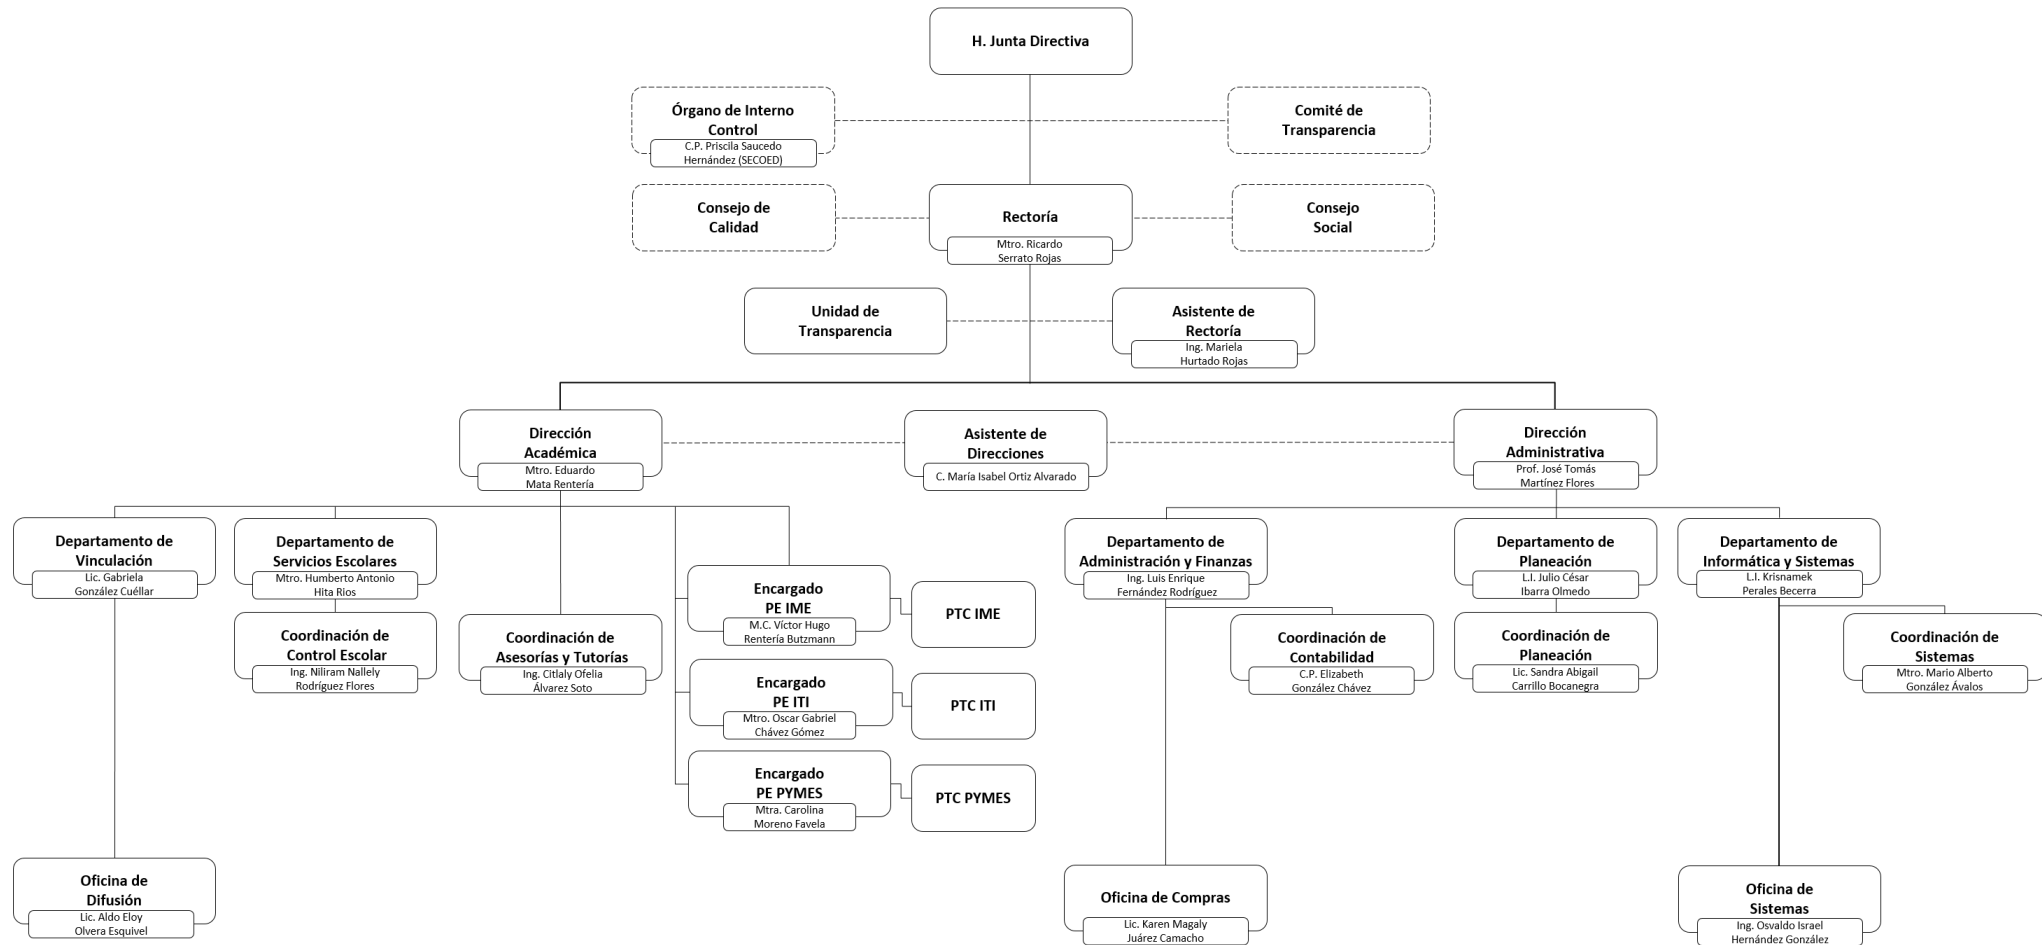 H. Junta Directiva
Órgano de Interno
Control
C.P. Priscila Saucedo
Hernández (SECOED)
Comité de
Transparencia
Consejo de
Calidad
Rectoría
Mtro. Ricardo
Serrato Rojas
Consejo
Social
Unidad de
Transparencia
Asistente de
Rectoría
Ing. Mariela
Hurtado Rojas
Dirección
Académica
Mtro. Eduardo
Mata Rentería
Asistente de
Direcciones
C. María Isabel Ortiz Alvarado
Dirección
Administrativa
Prof. José Tomás
Martínez Flores
Departamento de
Vinculación
Lic. Gabriela
González Cuéllar
Departamento de
Servicios Escolares
Mtro. Humberto Antonio
Hita Rios
Departamento de
Administración y Finanzas
Ing. Luis Enrique
Fernández Rodríguez
Departamento de
Planeación
L.I. Julio César
Ibarra Olmedo
Departamento de
Informática y Sistemas
L.I. Krisnamek
Perales Becerra
Encargado
PE IME
M.C. Víctor Hugo
Rentería Butzmann
PTC IME
Coordinación de
Control Escolar
Ing. Niliram Nallely
Rodríguez Flores
Coordinación de
Asesorías y Tutorías
Ing. Citlaly Ofelia
Álvarez Soto
Coordinación de
Contabilidad
C.P. Elizabeth
González Chávez
Coordinación de
Planeación
Lic. Sandra Abigail
Carrillo Bocanegra
Coordinación de
Sistemas
Mtro. Mario Alberto
González Ávalos
Encargado
PE ITI
Mtro. Oscar Gabriel
Chávez Gómez
PTC ITI
Encargado
PE PYMES
Mtra. Carolina
Moreno Favela
PTC PYMES
Oficina de
Difusión
Lic. Aldo Eloy
Olvera Esquivel
Oficina de Compras
Lic. Karen Magaly
Juárez Camacho
Oficina de
Sistemas
Ing. Osvaldo Israel
Hernández González